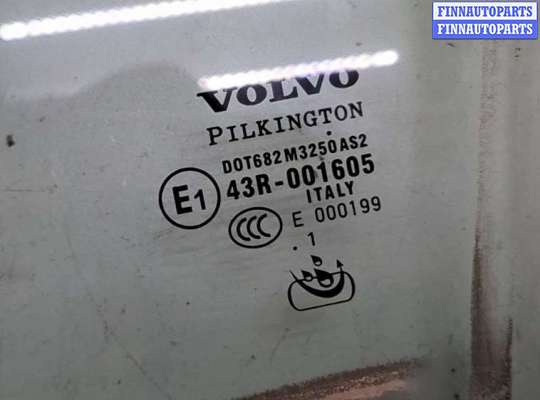 FINNAUTOPARTS
FINNAUTOPARTS
VOLVO
PILKINGTON
DOT682 M3250 AS2
E1
43R-001605
ITALY
CCC
E 000199
. 1